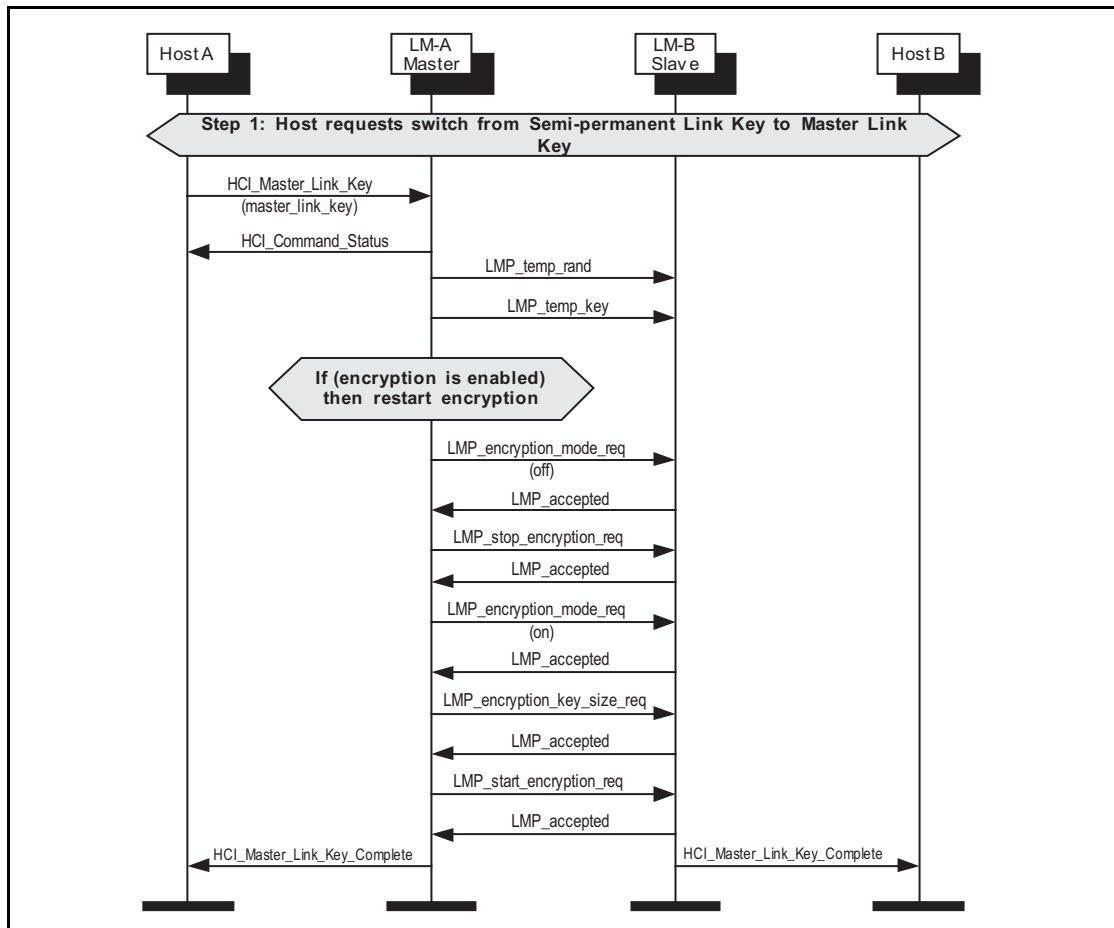 Host A
LM-A
Master
LM-B
Slave
Host B
Step 1: Host requests switch from Semi-permanent Link Key to Master Link
Key
HCI_Master_Link_Key
(master_link_key)
HCI_Command_Status
LMP_temp_rand
LMP_temp_key
If (encryption is enabled)
then restart encryption
LMP_encryption_mode_req
(off)
LMP_accepted
LMP_stop_encryption_req
LMP_accepted
LMP_encryption_mode_req
(on)
LMP_accepted
LMP_encryption_key_size_req
LMP_accepted
LMP_start_encryption_req
LMP_accepted
HCI_Master_Link_Key_Complete
HCI_Master_Link_Key_Complete